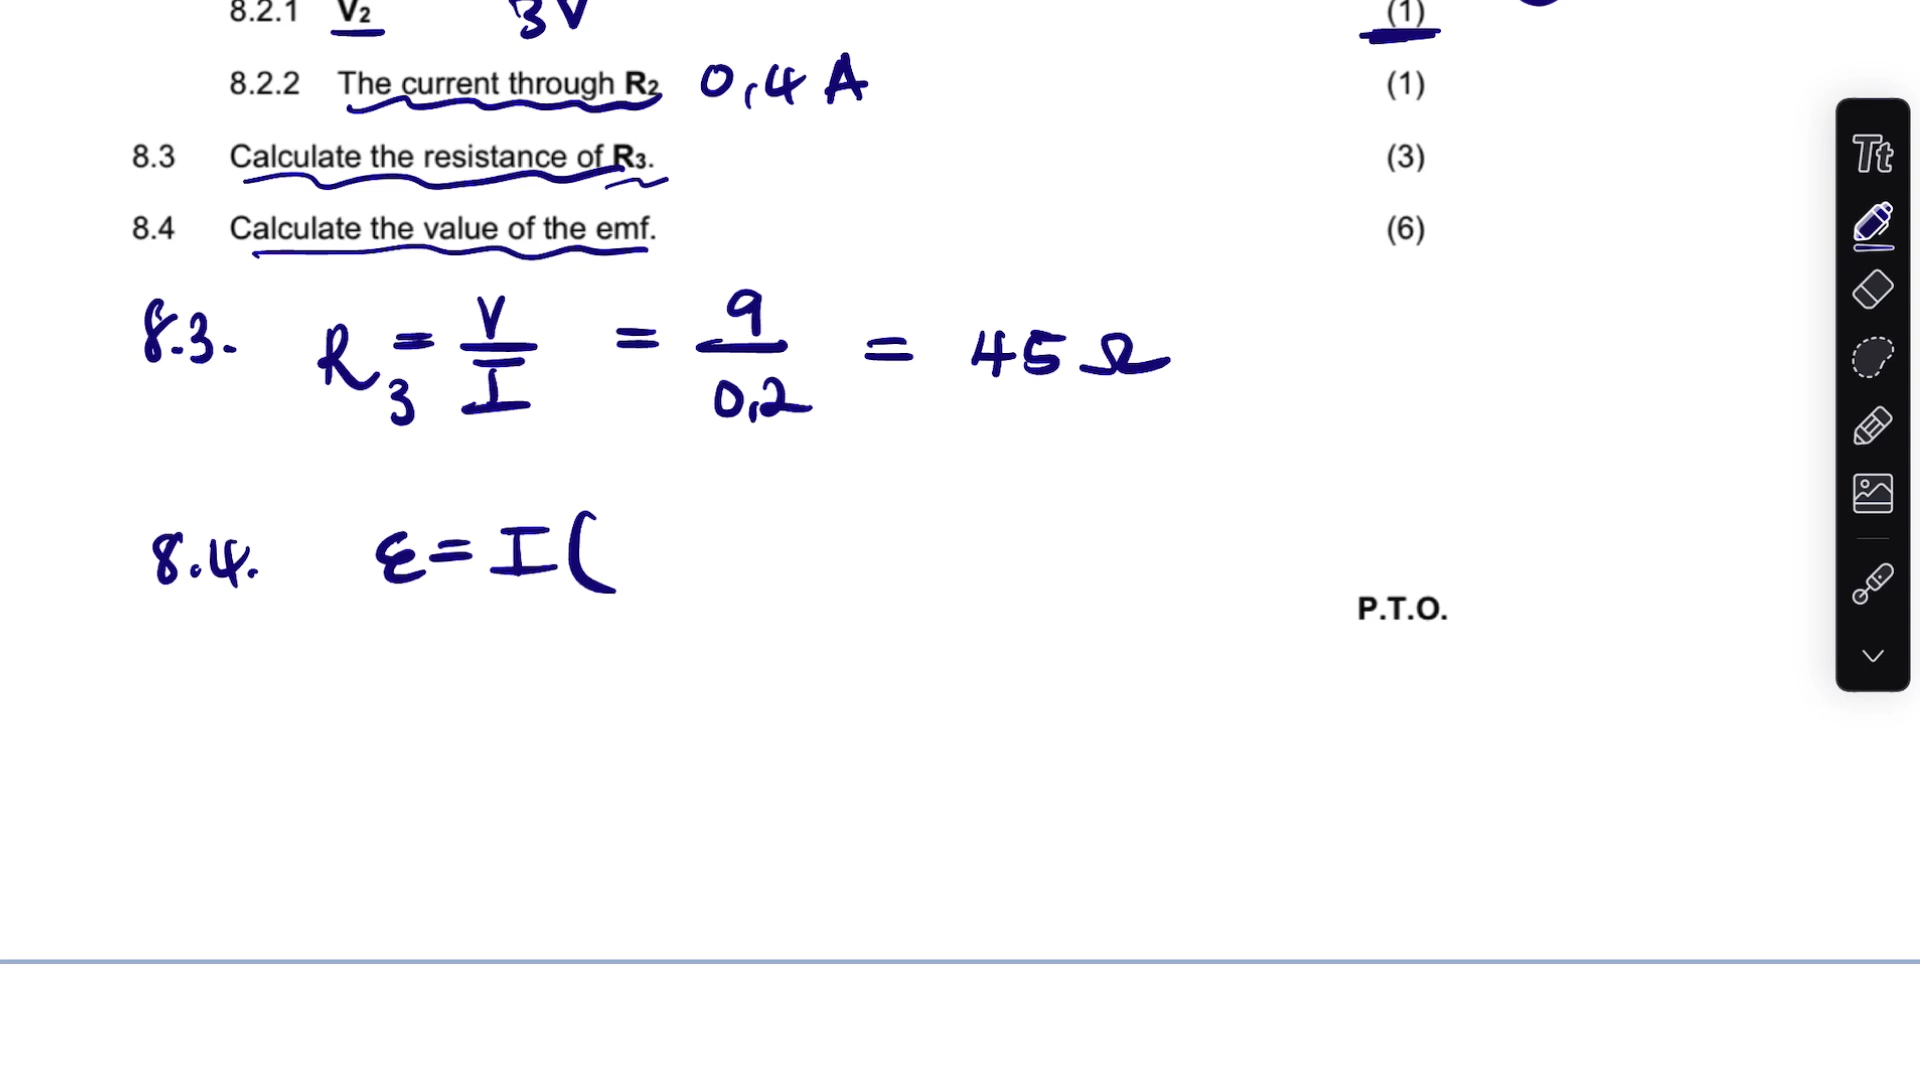 8.2.1 V2 3V (1)
8.2.2 The current through R2 0,4 A (1)
8.3 Calculate the resistance of R3. (3)
8.4 Calculate the value of the emf. (6)
8.3. R3 = V/I = 9/0,2 = 45 Ω
8.4. ε = I (
P.T.O.
Tt